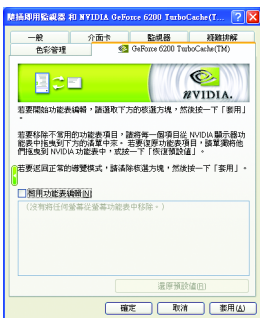 隨插即用監視器 和 NVIDIA GeForce 6200 TurboCache(T...
一般
介面卡
監視器
疑難排解
色彩管理
GeForce 6200 TurboCache(TM)
nVIDIA.
若要開始功能表編輯，請選取下方的核選方塊，然後按一下「套用」
。
若要移除不常用的功能表項目，請將每一個項目從 NVIDIA 顯示器功
能表中拖曳到下方的清單中來。 若要復原功能表項目，請單獨將他
們拖曳到 NVIDIA 功能表中，或按一下「恢復預設值」。
若要返回正常的導覽模式，請清除核選方塊，然後按一下「套用」。
啟用功能表編輯(N)
（沒有將任何螢幕從螢幕功能表中移除。）
還原預設值(R)
確定
取消
套用(A)